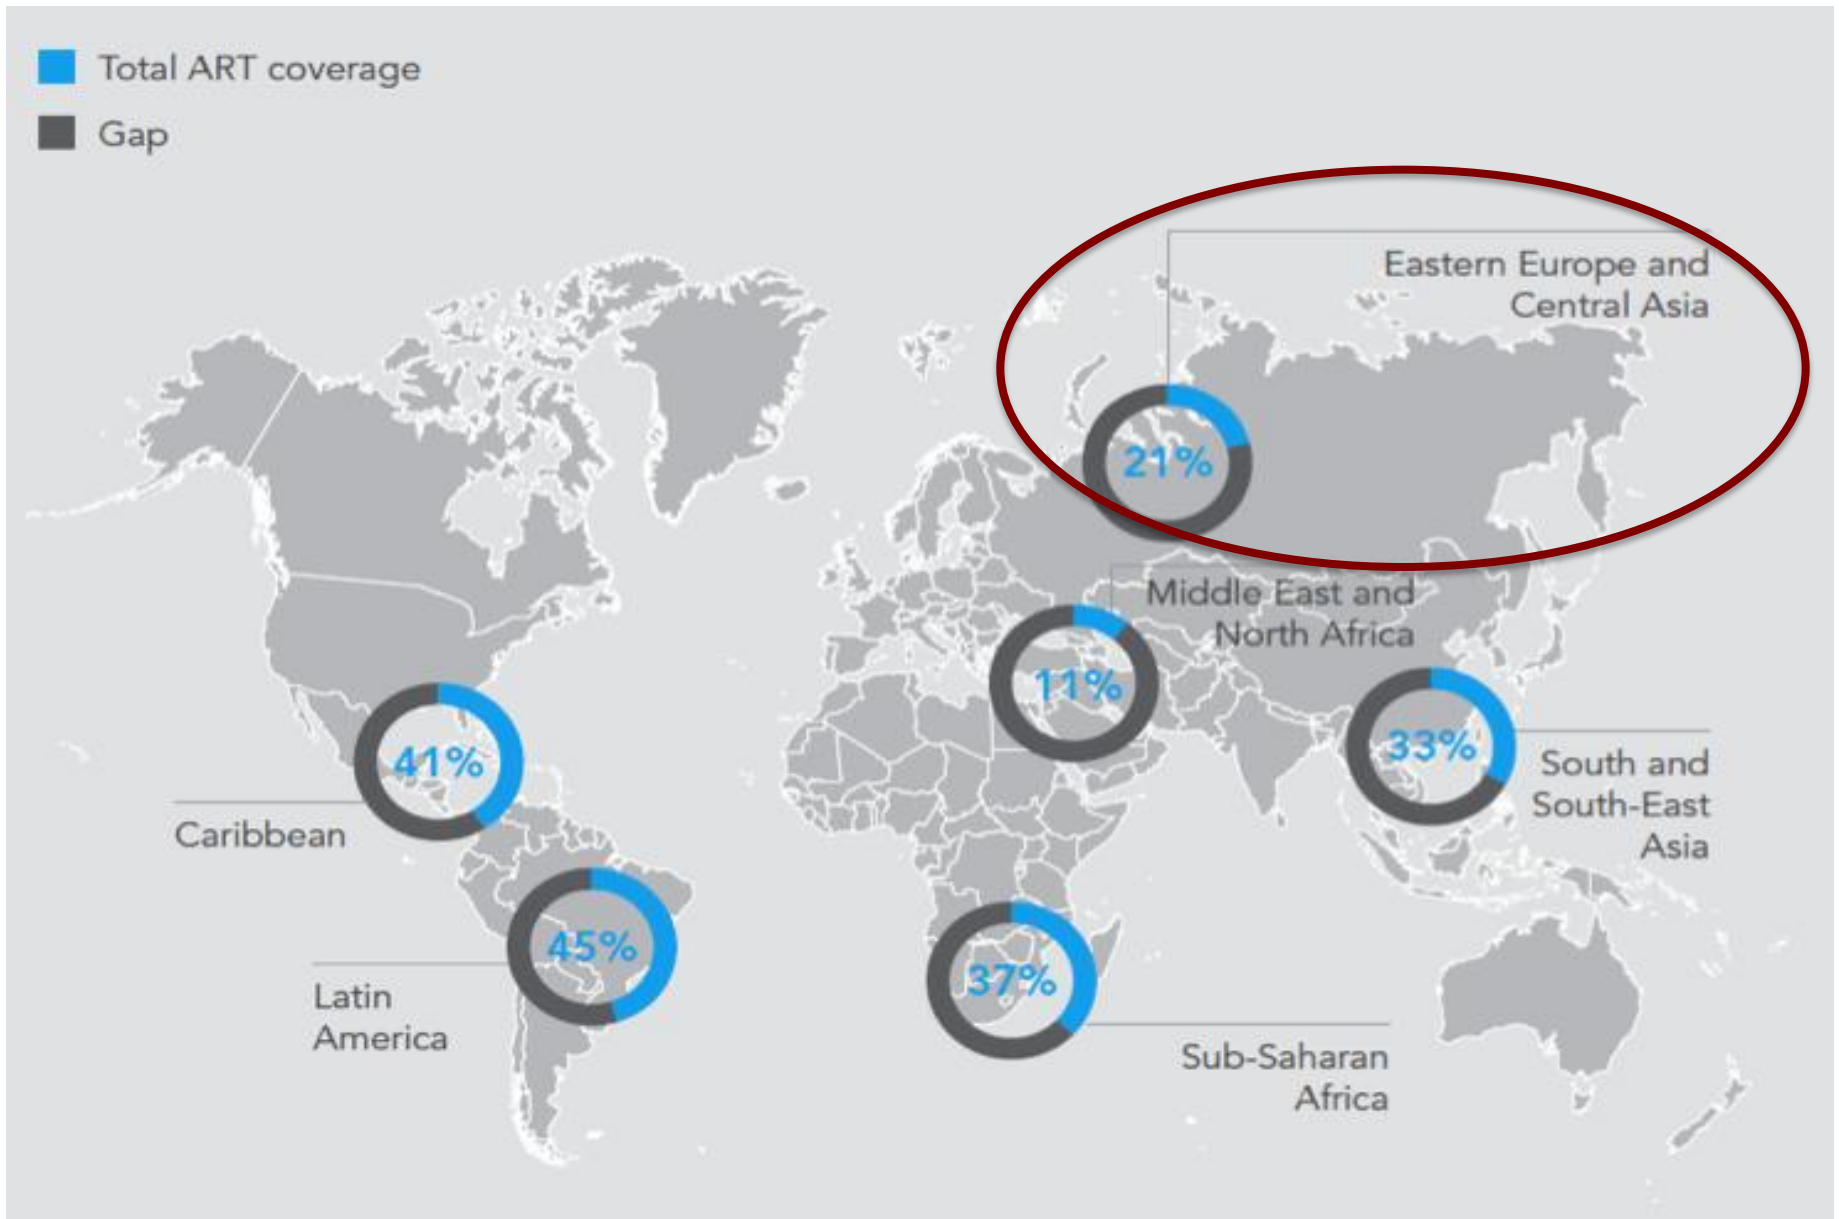 Total ART coverage
Gap
Eastern Europe and
Central Asia
21%
Middle East and
North Africa
11%
41%
Caribbean
33%
South and
South-East
Asia
45%
Latin
America
37%
Sub-Saharan
Africa